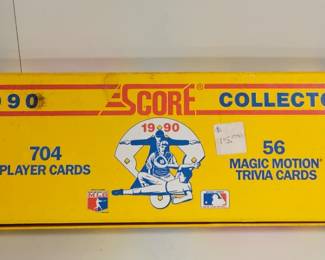 90 SCORE® COLLECTO
1990
704
PLAYER CARDS
56
MAGIC MOTION®
TRIVIA CARDS